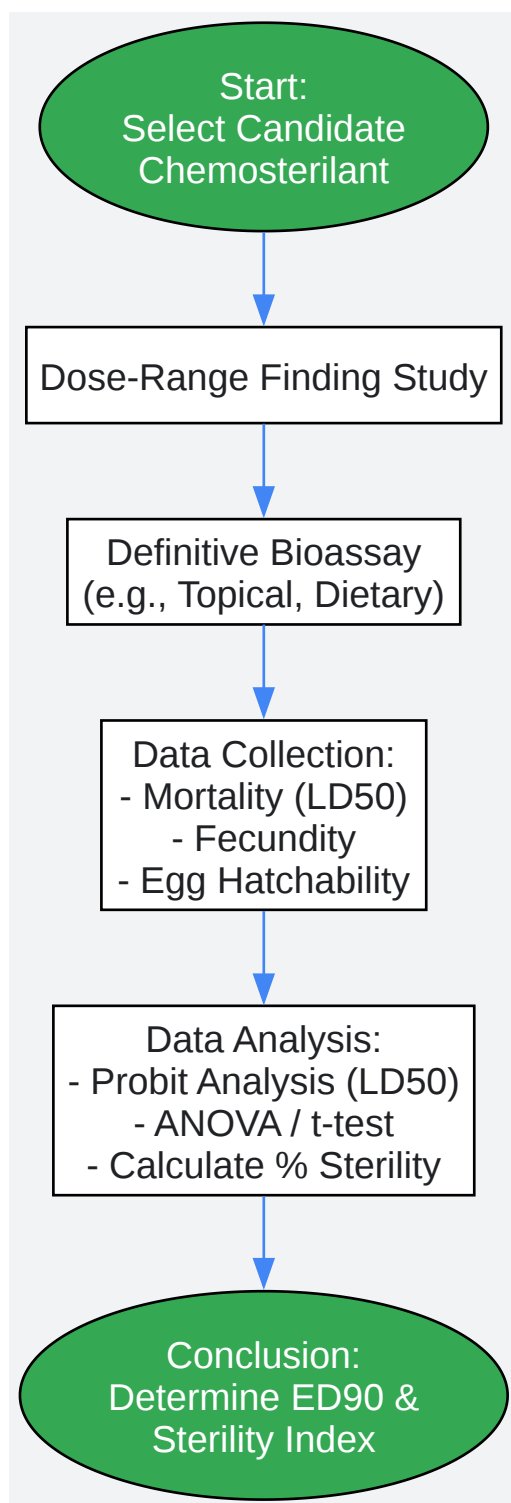 Start:
Select Candidate
Chemosterilant
Dose-Range Finding Study
Definitive Bioassay
(e.g., Topical, Dietary)
Data Collection:
- Mortality (LD50)
- Fecundity
- Egg Hatchability
Data Analysis:
- Probit Analysis (LD50)
- ANOVA / t-test
- Calculate % Sterility
Conclusion:
Determine ED90 &
Sterility Index